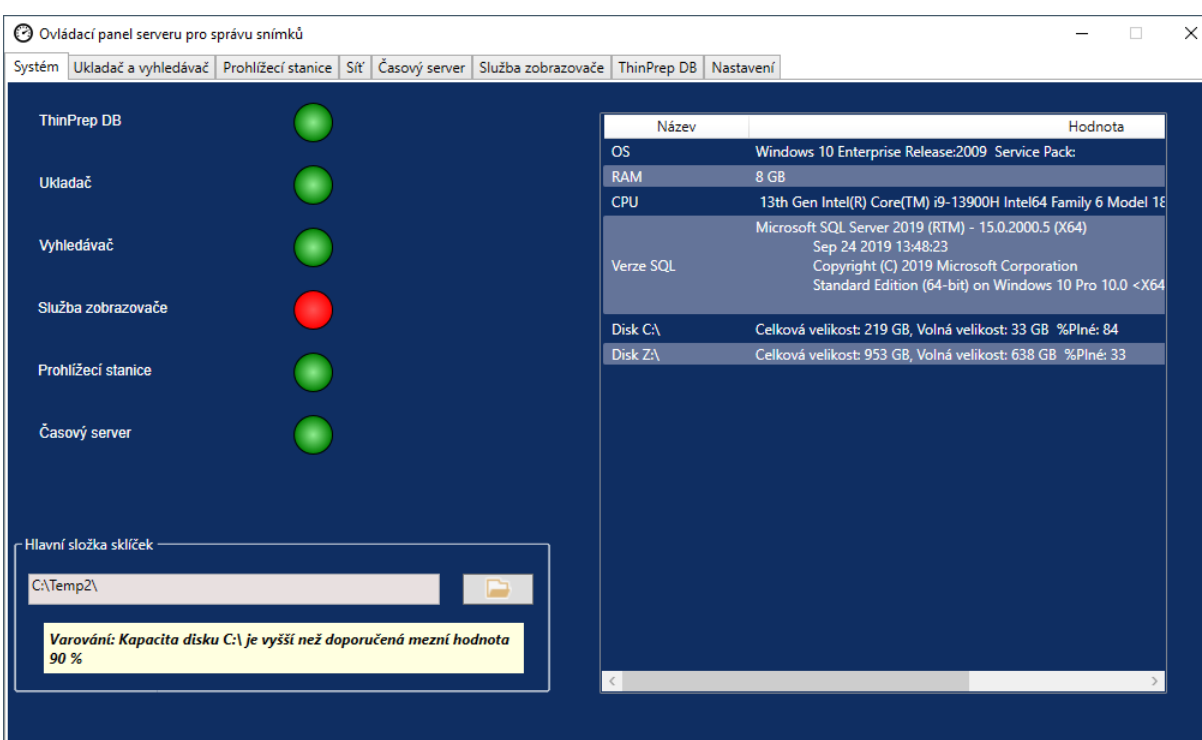 Ovládací panel serveru pro správu snímků
Systém Ukladač a vyhledávač Prohlížecí stanice Síť Časový server Služba zobrazovače ThinPrep DB Nastavení
ThinPrep DB
Ukladač
Vyhledávač
Služba zobrazovače
Prohlížecí stanice
Časový server
Hlavní složka sklíček
C:\Temp2\
Varování: Kapacita disku C:\ je vyšší než doporučená mezní hodnota
90 %
Název Hodnota
OS Windows 10 Enterprise Release:2009 Service Pack:
RAM 8 GB
CPU 13th Gen Intel(R) Core(TM) i9-13900H Intel64 Family 6 Model 18
Verze SQL Microsoft SQL Server 2019 (RTM) - 15.0.2000.5 (X64)
Sep 24 2019 13:48:23
Copyright (C) 2019 Microsoft Corporation
Standard Edition (64-bit) on Windows 10 Pro 10.0 <X64
Disk C:\ Celková velikost: 219 GB, Volná velikost: 33 GB %Plné: 84
Disk Z:\ Celková velikost: 953 GB, Volná velikost: 638 GB %Plné: 33